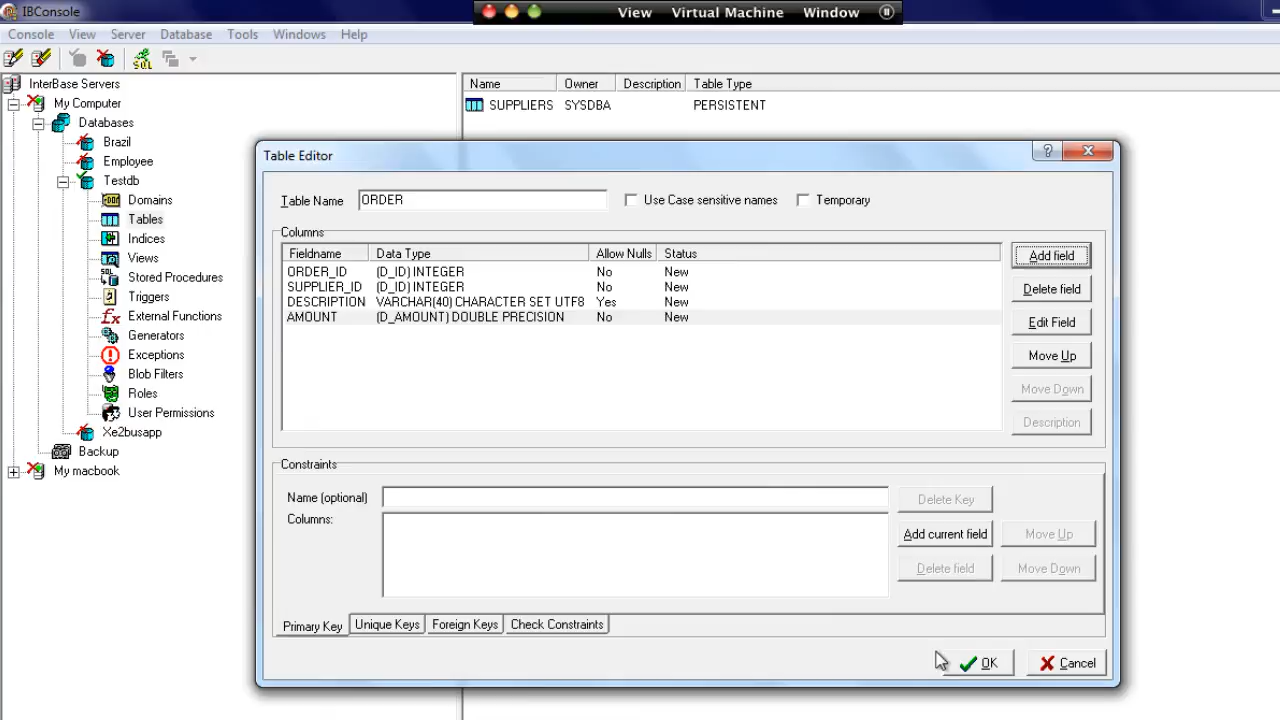 IBConsole
View Virtual Machine Window
Console View Server Database Tools Windows Help
SQL
InterBase Servers
My Computer
Databases
Brazil
Employee
Testdb
Domains
Tables
Indices
Views
Stored Procedures
Triggers
External Functions
Generators
Exceptions
Blob Filters
Roles
User Permissions
Xe2busapp
Backup
My macbook
Name Owner Description Table Type
SUPPLIERS SYSDBA PERSISTENT
Table Editor
Table Name ORDER Use Case sensitive names Temporary
Columns
Fieldname Data Type Allow Nulls Status
ORDER_ID (D_ID) INTEGER No New
SUPPLIER_ID (D_ID) INTEGER No New
DESCRIPTION VARCHAR(40) CHARACTER SET UTF8 Yes New
AMOUNT (D_AMOUNT) DOUBLE PRECISION No New
Add field
Delete field
Edit Field
Move Up
Move Down
Description
Constraints
Name (optional)
Columns:
Delete Key
Add current field Move Up
Delete field Move Down
Primary Key Unique Keys Foreign Keys Check Constraints
OK Cancel